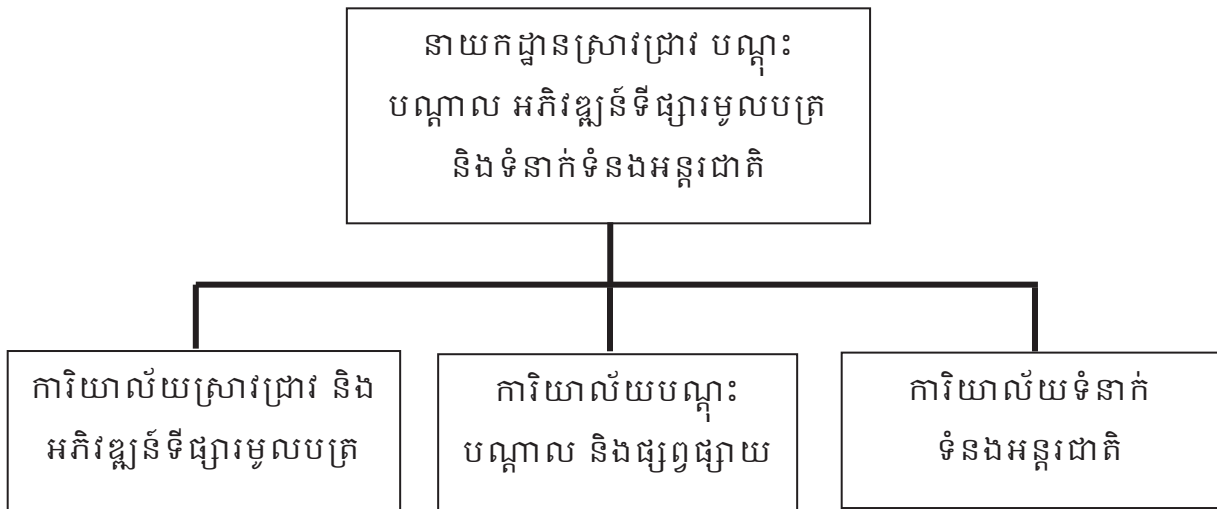 នាយកដ្ឋានស្រាវជ្រាវ បណ្តុះ
បណ្តាល អភិវឌ្ឍន៍ទីផ្សារមូលបត្រ
និងទំនាក់ទំនងអន្តរជាតិ
ការិយាល័យស្រាវជ្រាវ និង
អភិវឌ្ឍន៍ទីផ្សារមូលបត្រ
ការិយាល័យបណ្តុះ
បណ្តាល និងផ្សព្វផ្សាយ
ការិយាល័យទំនាក់
ទំនងអន្តរជាតិ